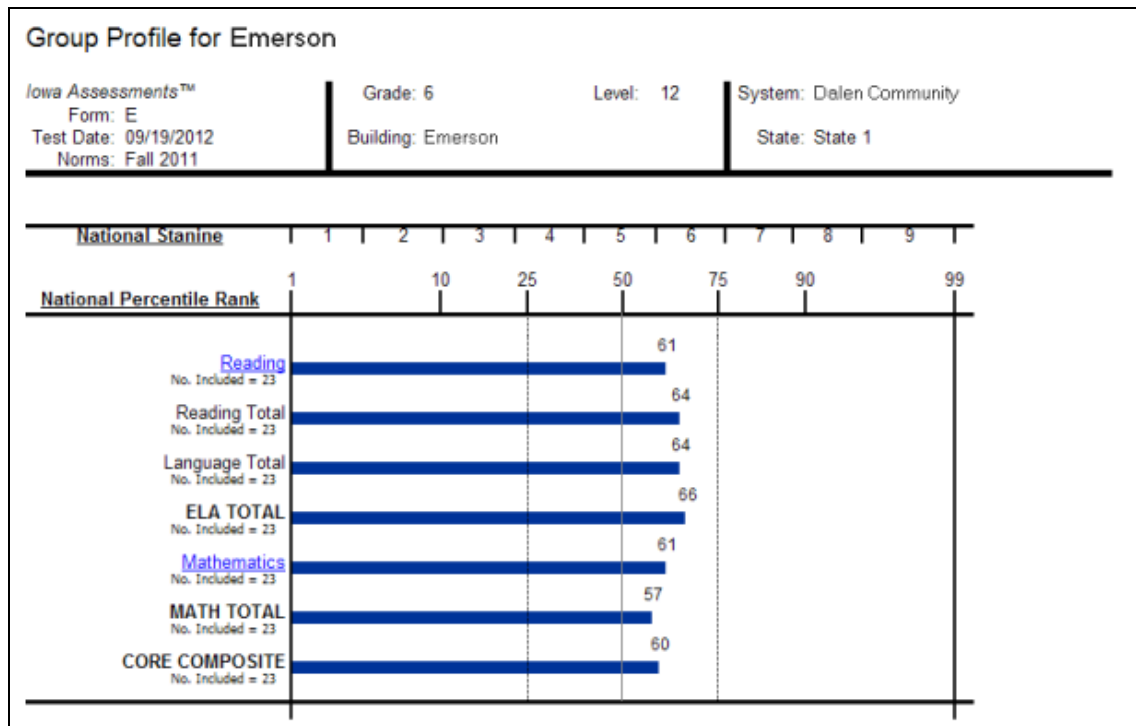 Group Profile for Emerson
Iowa Assessments™
Form: E
Test Date: 09/19/2012
Norms: Fall 2011
Grade: 6 Level: 12
Building: Emerson
System: Dalen Community
State: State 1
National Stanine 1 2 3 4 5 6 7 8 9
1 10 25 50 75 90 99
National Percentile Rank
61
Reading
No. Included = 23
64
Reading Total
No. Included = 23
64
Language Total
No. Included = 23
66
ELA TOTAL
No. Included = 23
61
Mathematics
No. Included = 23
57
MATH TOTAL
No. Included = 23
60
CORE COMPOSITE
No. Included = 23